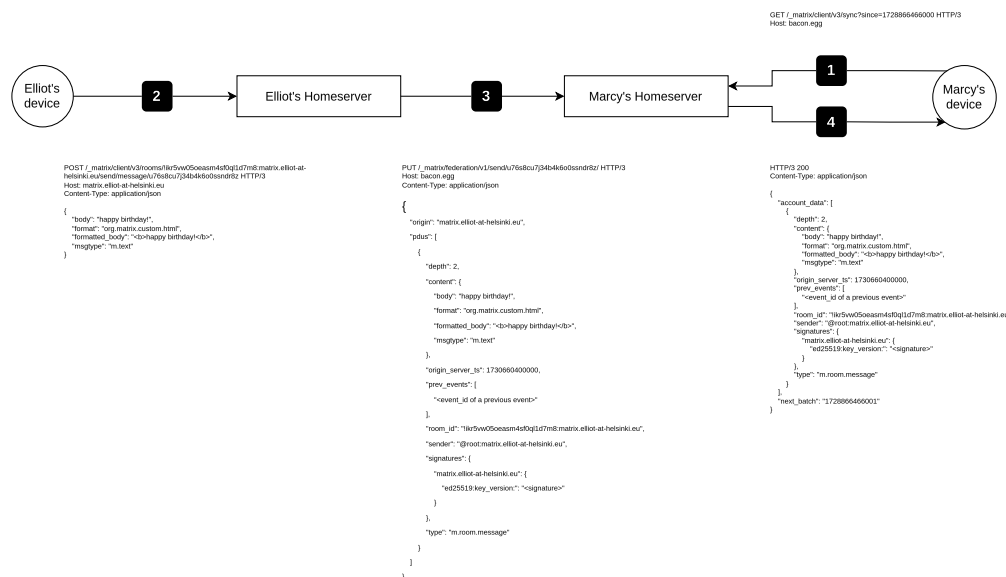 GET /_matrix/client/v3/sync?since=1728866466000 HTTP/3
Host: bacon.egg
1
Elliot's
device
2
Elliot's Homeserver
3
Marcy's Homeserver
4
Marcy's
device
POST /_matrix/client/v3/rooms/!ikr5vw05oeasm4sf0ql1d7m8:matrix.elliot-at-
helsinki.eu/send/message/u76s8cu7j34b4k6o0ssndr8z HTTP/3
Host: matrix.elliot-at-helsinki.eu
Content-Type: application/json
{
"body": "happy birthday!",
"format": "org.matrix.custom.html",
"formatted_body": "<b>happy birthday!</b>",
"msgtype": "m.text"
}
PUT /_matrix/federation/v1/send/u76s8cu7j34b4k6o0ssndr8z/ HTTP/3
Host: bacon.egg
Content-Type: application/json
{
"origin": "matrix.elliot-at-helsinki.eu",
"pdus": [
{
"depth": 2,
"content": {
"body": "happy birthday!",
"format": "org.matrix.custom.html",
"formatted_body": "<b>happy birthday!</b>",
"msgtype": "m.text"
},
"origin_server_ts": 1730660400000,
"prev_events": [
"<event_id of a previous event>"
],
"room_id": "!ikr5vw05oeasm4sf0ql1d7m8:matrix.elliot-at-helsinki.eu",
"sender": "@root:matrix.elliot-at-helsinki.eu",
"signatures": {
"matrix.elliot-at-helsinki.eu": {
"ed25519:key_version:": "<signature>"
}
},
"type": "m.room.message"
}
]
}
HTTP/3 200
Content-Type: application/json
{
"account_data": [
{
"depth": 2,
"content": {
"body": "happy birthday!",
"format": "org.matrix.custom.html",
"formatted_body": "<b>happy birthday!</b>",
"msgtype": "m.text"
},
"origin_server_ts": 1730660400000,
"prev_events": [
"<event_id of a previous event>"
],
"room_id": "!ikr5vw05oeasm4sf0ql1d7m8:matrix.elliot-at-helsinki.eu
"sender": "@root:matrix.elliot-at-helsinki.eu",
"signatures": {
"matrix.elliot-at-helsinki.eu": {
"ed25519:key_version:": "<signature>"
}
},
"type": "m.room.message"
}
],
"next_batch": "1728866466001"
}